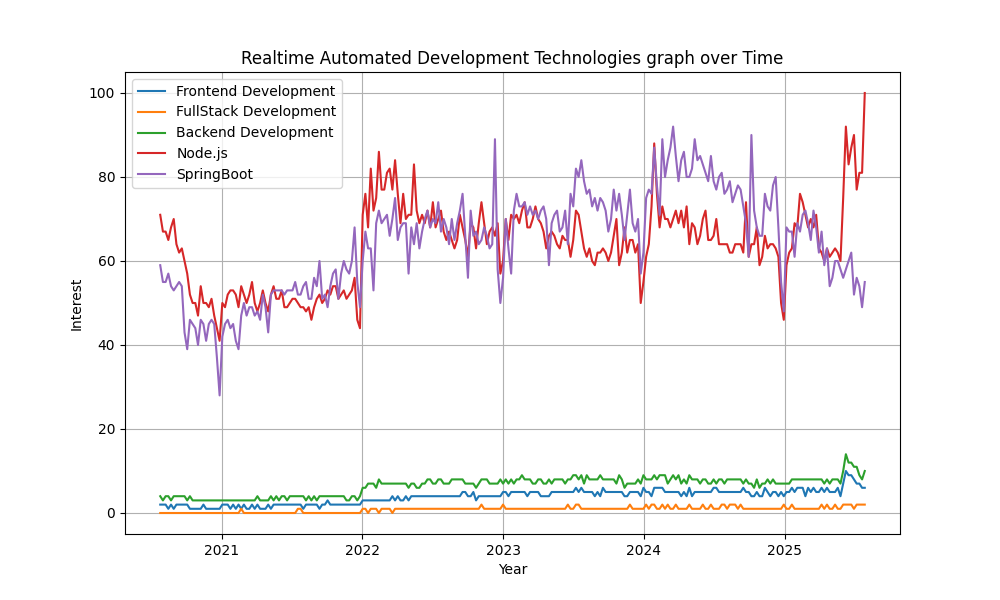 Realtime Automated Development Technologies graph over Time
Frontend Development
FullStack Development
Backend Development
Node.js
SpringBoot
100
80
60
40
20
0
Interest
2021 2022 2023 2024 2025
Year